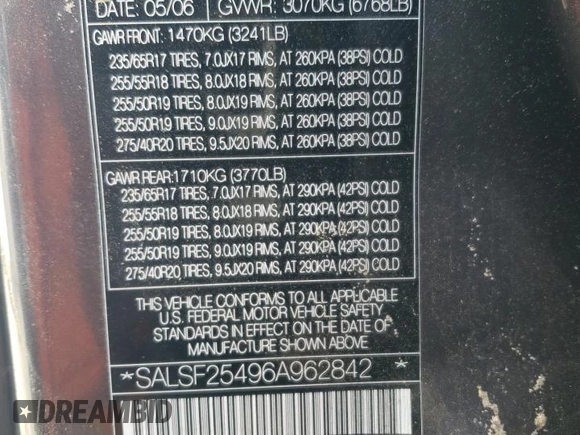 DATE: 05/06 GVWR: 3070KG (6768LB)
GAWR FRONT: 1470KG (3241LB)
235/65R17 TIRES, 7.0JX17 RIMS, AT 260KPA (38PSI) COLD
255/55R18 TIRES, 8.0JX18 RIMS, AT 260KPA (38PSI) COLD
255/50R19 TIRES, 8.0JX19 RIMS, AT 260KPA (38PSI) COLD
255/50R19 TIRES, 9.0JX19 RIMS, AT 260KPA (38PSI) COLD
275/40R20 TIRES, 9.5JX20 RIMS, AT 260KPA (38PSI) COLD
GAWR REAR: 1710KG (3770LB)
235/65R17 TIRES, 7.0JX17 RIMS, AT 290KPA (42PSI) COLD
255/55R18 TIRES, 8.0JX18 RIMS, AT 290KPA (42PSI) COLD
255/50R19 TIRES, 8.0JX19 RIMS, AT 290KPA (42PSI) COLD
255/50R19 TIRES, 9.0JX19 RIMS, AT 290KPA (42PSI) COLD
275/40R20 TIRES, 9.5JX20 RIMS, AT 290KPA (42PSI) COLD
THIS VEHICLE CONFORMS TO ALL APPLICABLE
U.S. FEDERAL MOTOR VEHICLE SAFETY
STANDARDS IN EFFECT ON THE DATE OF
MANUFACTURE SHOWN ABOVE
*SALSF25496A962842*
DREAMBID